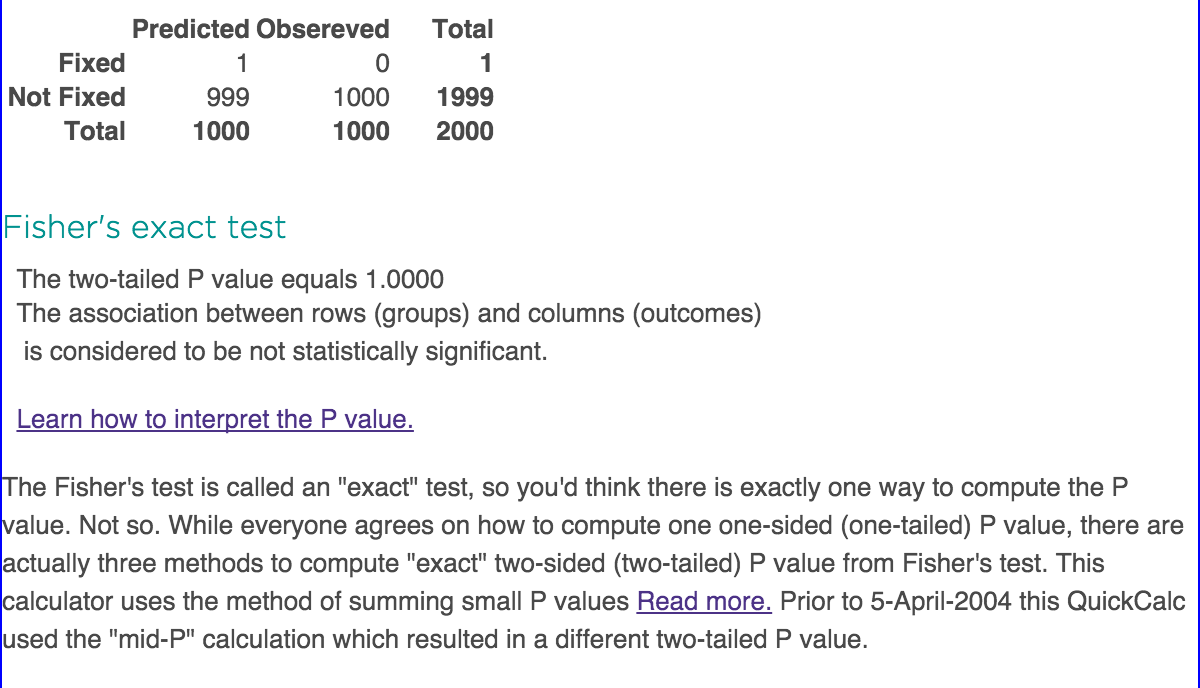 Predicted Obsereved Total
Fixed 1 0 1
Not Fixed 999 1000 1999
Total 1000 1000 2000
Fisher's exact test
The two-tailed P value equals 1.0000
The association between rows (groups) and columns (outcomes)
is considered to be not statistically significant.
Learn how to interpret the P value.
The Fisher's test is called an "exact" test, so you'd think there is exactly one way to compute the P
value. Not so. While everyone agrees on how to compute one one-sided (one-tailed) P value, there are
actually three methods to compute "exact" two-sided (two-tailed) P value from Fisher's test. This
calculator uses the method of summing small P values Read more. Prior to 5-April-2004 this QuickCalc
used the "mid-P" calculation which resulted in a different two-tailed P value.